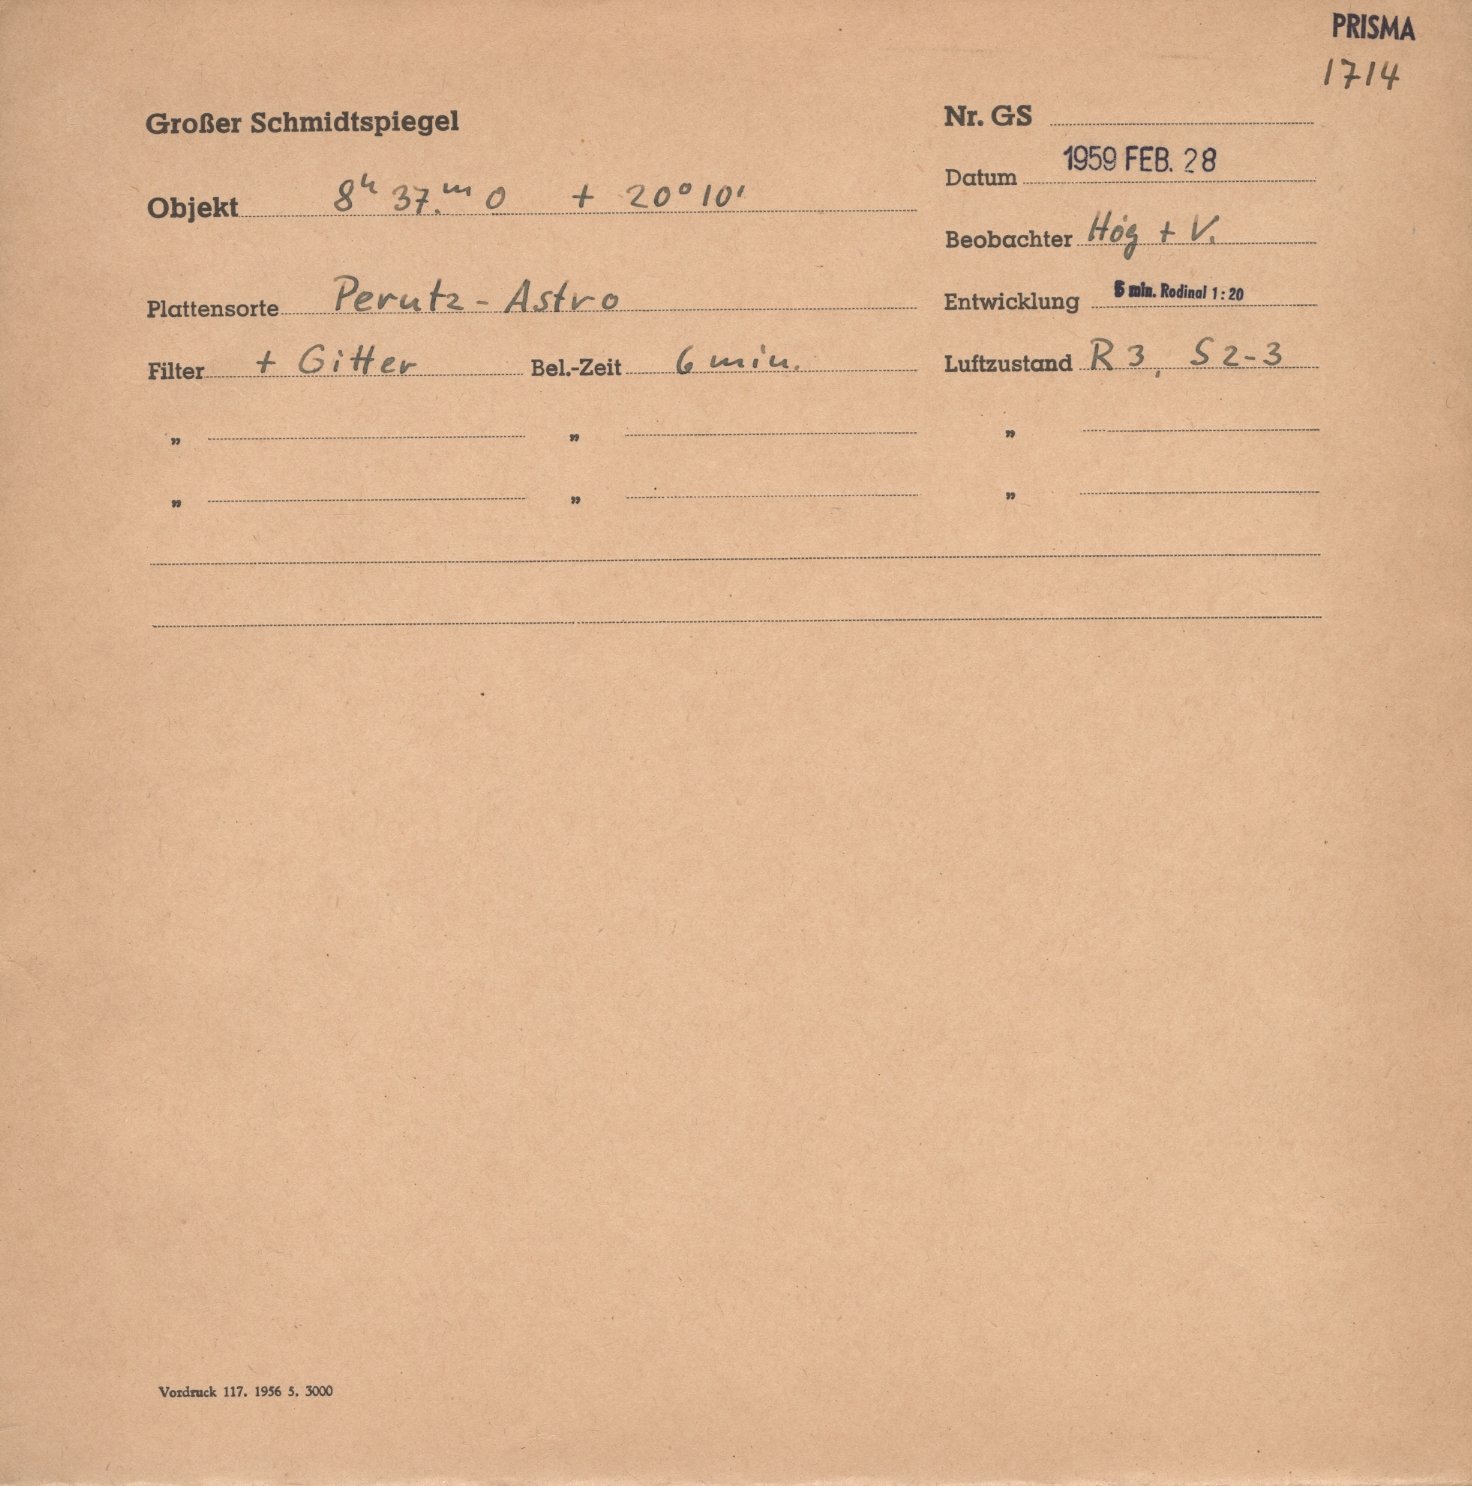 PRISMA
1714
Großer Schmidtspiegel
Nr. GS
Objekt 8ʰ 37.ᵐ 0 + 20° 10'
Datum 1959 FEB. 28
Beobachter Hög + V.
Plattensorte Perutz - Astro
Entwicklung min. Rodinal 1:20
Filter + Gitter Bel.-Zeit 6 min. Luftzustand R 3, S 2-3
„ „ „
„ „ „
Vordruck 117. 1956 5. 3000